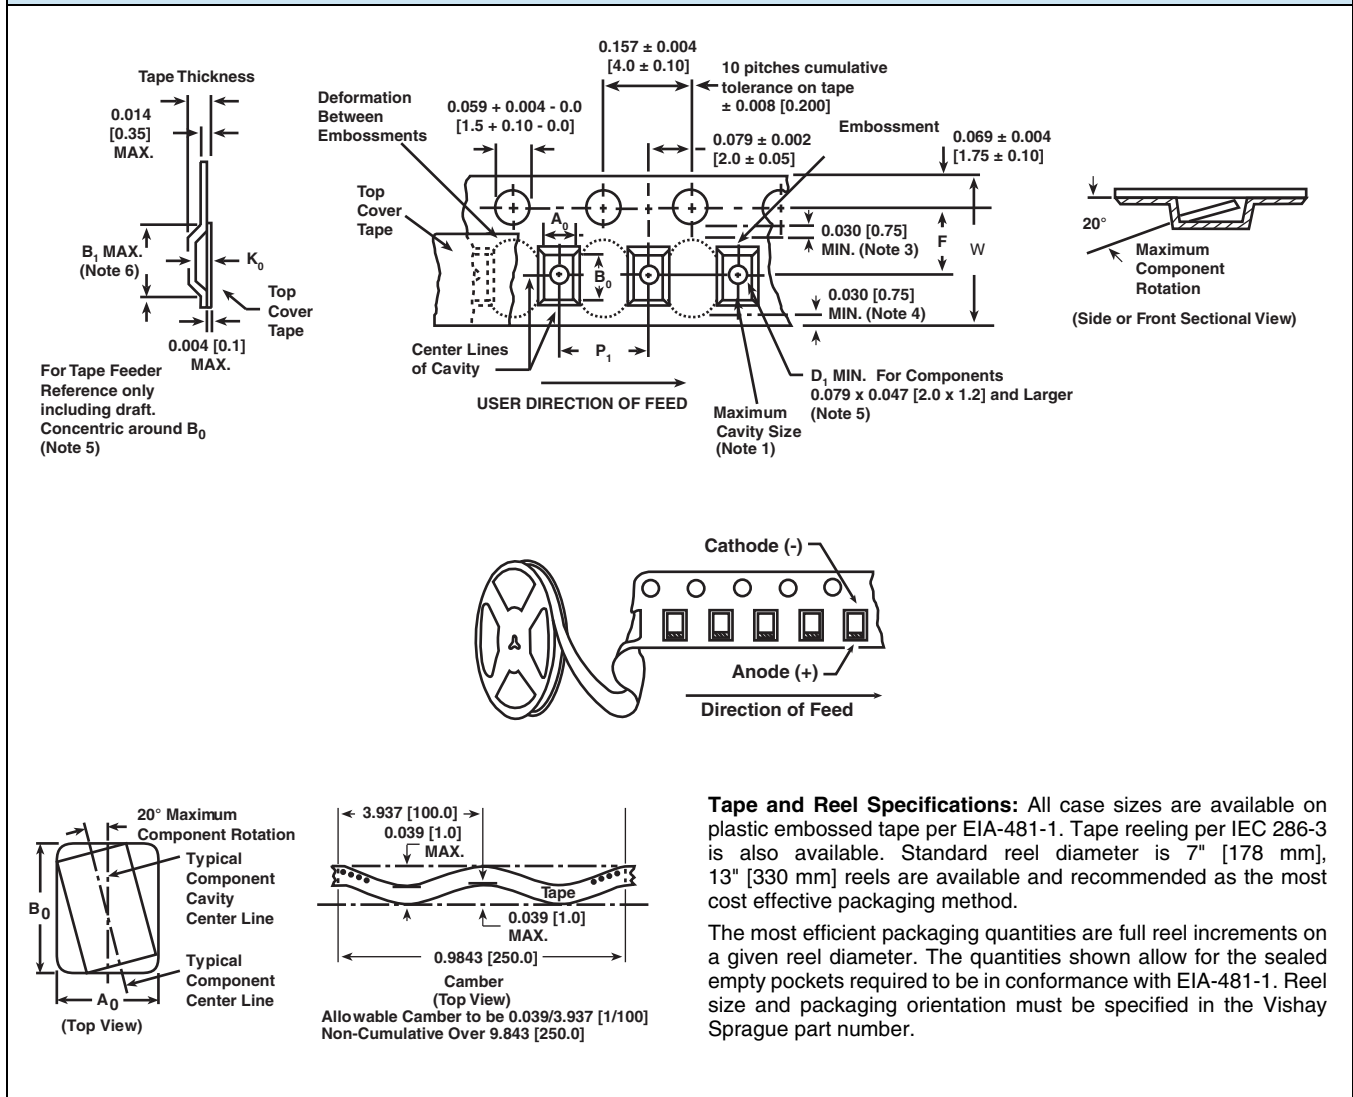 Tape Thickness
0.014
[0.35]
MAX.
B1 MAX.
(Note 6)
K0
Top
Cover
Tape
0.004 [0.1]
MAX.
For Tape Feeder
Reference only
including draft.
Concentric around B0
(Note 5)
Deformation
Between
Embossments
Top
Cover
Tape
0.059 + 0.004 - 0.0
[1.5 + 0.10 - 0.0]
0.157 ± 0.004
[4.0 ± 0.10]
10 pitches cumulative
tolerance on tape
± 0.008 [0.200]
0.079 ± 0.002
[2.0 ± 0.05]
Embossment
0.069 ± 0.004
[1.75 ± 0.10]
A0
B0
0.030 [0.75]
MIN. (Note 3)
F
W
0.030 [0.75]
MIN. (Note 4)
Center Lines
of Cavity
P1
USER DIRECTION OF FEED
D1 MIN. For Components
0.079 x 0.047 [2.0 x 1.2] and Larger
(Note 5)
Maximum
Cavity Size
(Note 1)
20°
Maximum
Component
Rotation
(Side or Front Sectional View)
Cathode (-)
Anode (+)
Direction of Feed
20° Maximum
Component Rotation
Typical
Component
Cavity
Center Line
B0
Typical
Component
Center Line
A0
(Top View)
3.937 [100.0]
0.039 [1.0]
MAX.
Tape
0.039 [1.0]
MAX.
0.9843 [250.0]
Camber
(Top View)
Allowable Camber to be 0.039/3.937 [1/100]
Non-Cumulative Over 9.843 [250.0]
Tape and Reel Specifications: All case sizes are available on
plastic embossed tape per EIA-481-1. Tape reeling per IEC 286-3
is also available. Standard reel diameter is 7" [178 mm],
13" [330 mm] reels are available and recommended as the most
cost effective packaging method.
The most efficient packaging quantities are full reel increments on
a given reel diameter. The quantities shown allow for the sealed
empty pockets required to be in conformance with EIA-481-1. Reel
size and packaging orientation must be specified in the Vishay
Sprague part number.